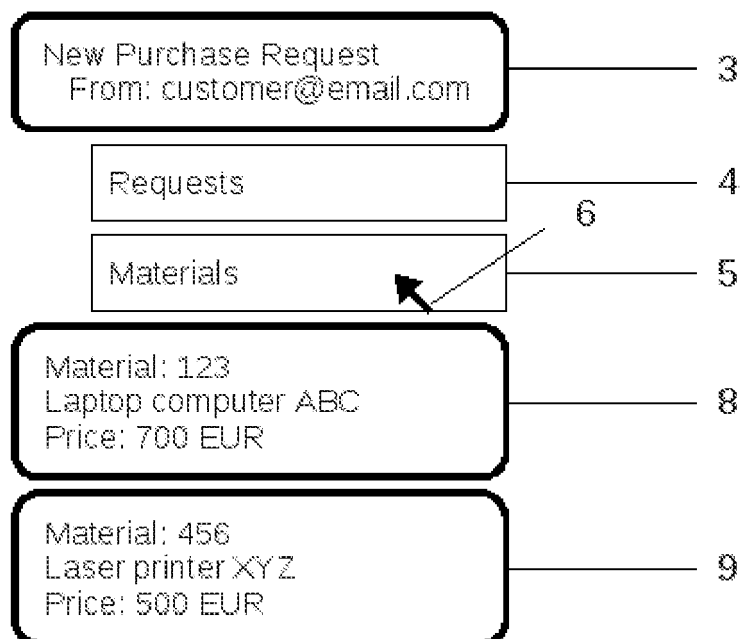 New Purchase Request
From: customer@email.com
3
Requests
4
6
Materials
5
Material: 123
Laptop computer ABC
Price: 700 EUR
8
Material: 456
Laser printer XYZ
Price: 500 EUR
9